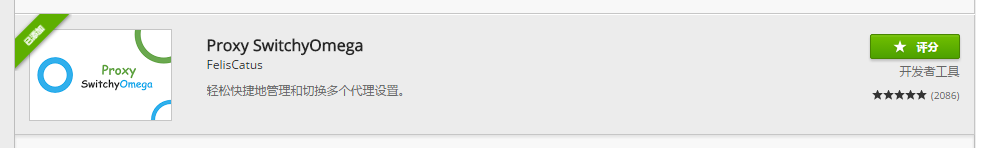 已添加
Proxy
SwitchyOmega
Proxy SwitchyOmega
FelisCatus
轻松快捷地管理和切换多个代理设置。
评分
开发者工具
(2086)